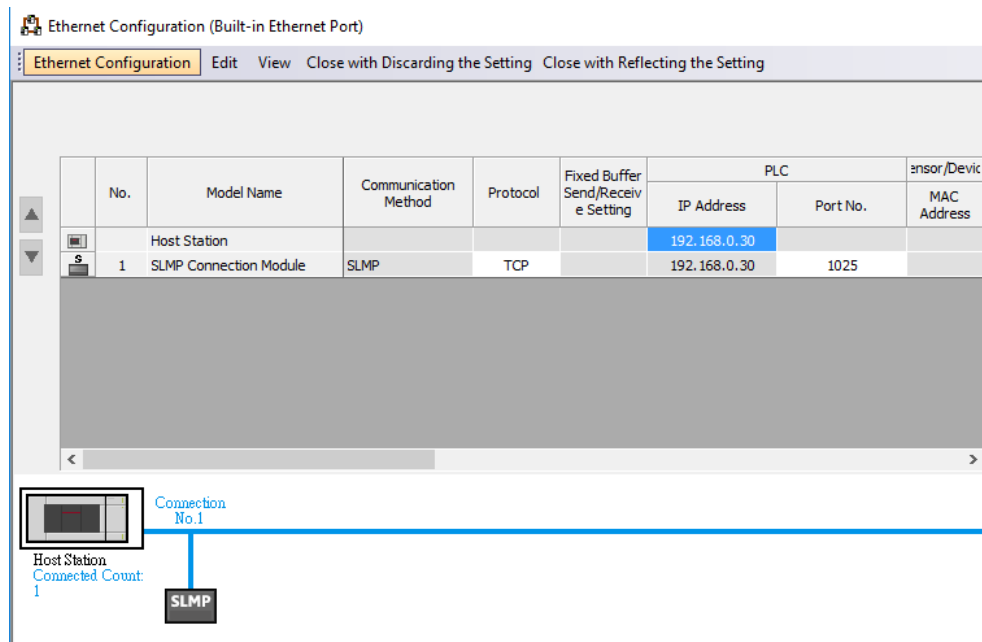 Ethernet Configuration (Built-in Ethernet Port)
Ethernet Configuration Edit View Close with Discarding the Setting Close with Reflecting the Setting
No. Model Name Communication Method Protocol Fixed Buffer Send/Receiv e Setting PLC ensor/Devic
IP Address Port No. MAC Address
Host Station 192.168.0.30
S 1 SLMP Connection Module SLMP TCP 192.168.0.30 1025
Connection
No.1
Host Station
Connected Count:
1
SLMP